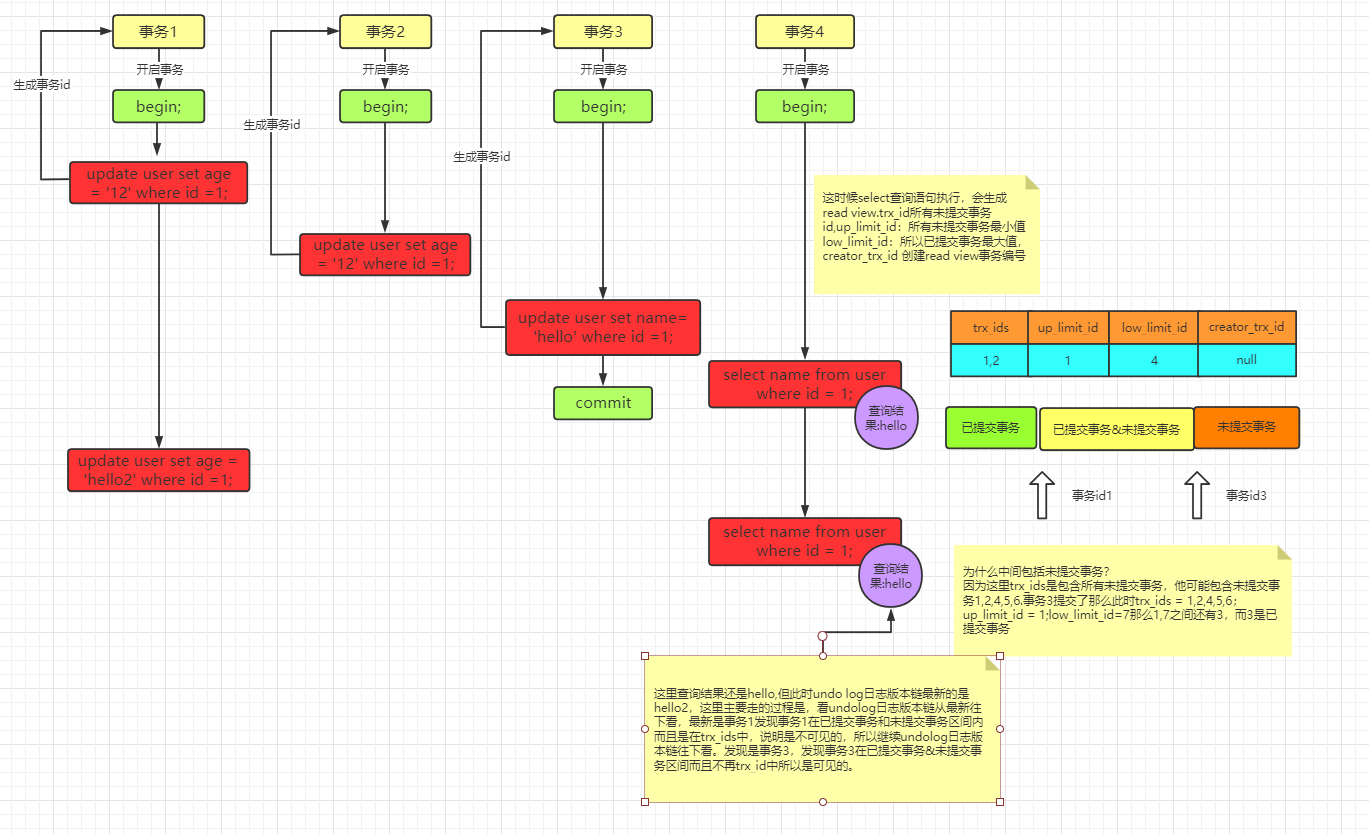 事务1
开启事务
生成事务id
begin;
update user set age
= '12' where id =1;
update user set age =
'hello2' where id =1;
事务2
开启事务
生成事务id
begin;
update user set age
= '12' where id =1;
事务3
开启事务
生成事务id
begin;
update user set name=
'hello' where id =1;
commit
事务4
开启事务
begin;
select name from user
where id = 1;
查询结
果:hello
select name from user
where id = 1;
查询结
果:hello
这时候select查询语句执行，会生成
read view.trx_id所有未提交事务
id,up_limit_id：所有未提交事务最小值
low_limit_id：所以已提交事务最大值，
creator_trx_id 创建read view事务编号
trx_ids up_limit_id low_limit_id creator_trx_id
1,2 1 4 null
已提交事务 已提交事务&未提交事务 未提交事务
事务id1 事务id3
为什么中间包括未提交事务？
因为这里trx_ids是包含所有未提交事务，他可能包含未提交事
务1,2,4,5,6.事务3提交了那么此时trx_ids = 1,2,4,5,6；
up_limit_id = 1;low_limit_id=7那么1,7之间还有3，而3是已
提交事务
这里查询结果还是hello,但此时undo log日志版本链最新的是
hello2，这里主要走的过程是，看undolog日志版本链从最新往
下看，最新是事务1发现事务1在已提交事务和未提交事务区间内
而且是在trx_ids中，说明是不可见的，所以继续undolog日志版
本链往下看。发现是事务3，发现事务3在已提交事务&未提交事
务区间而且不再trx_id中所以是可见的。